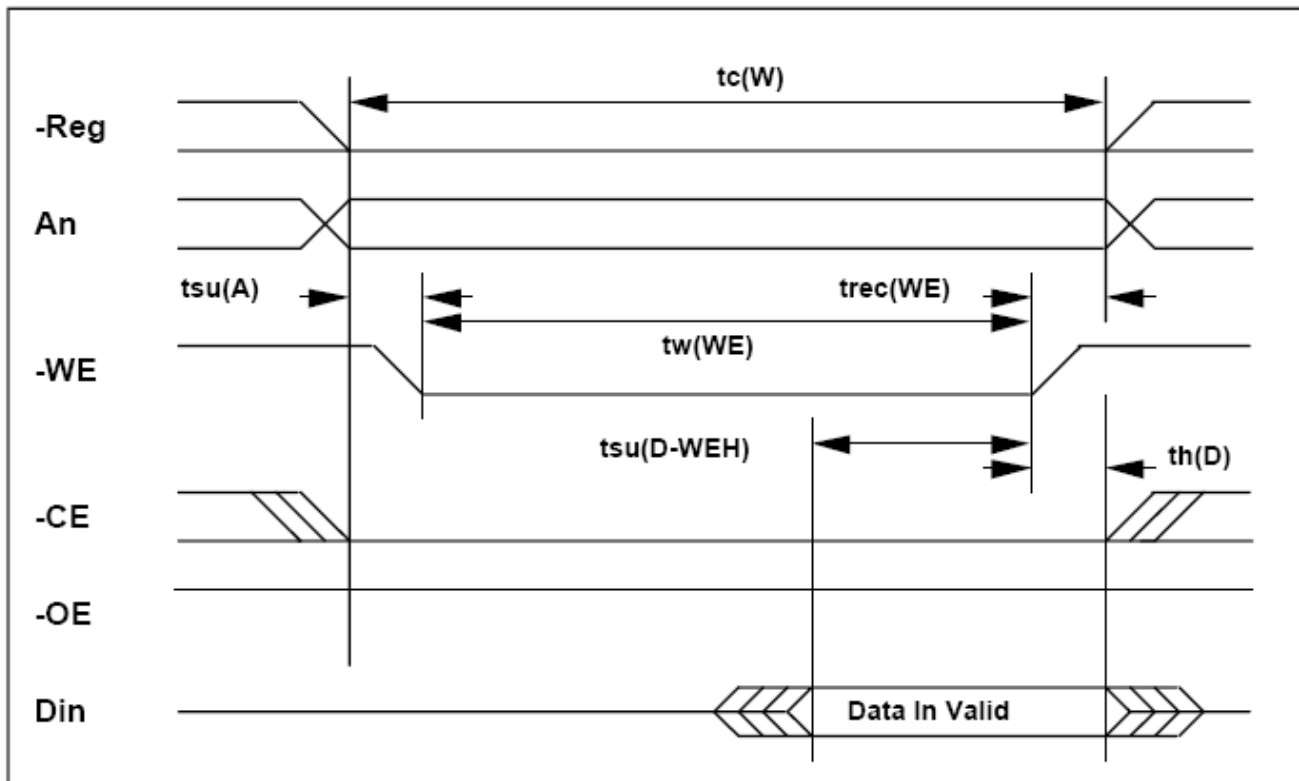 tc(W)
-Reg
An
tsu(A)
trec(WE)
tw(WE)
-WE
tsu(D-WEH)
th(D)
-CE
-OE
Din
Data In Valid